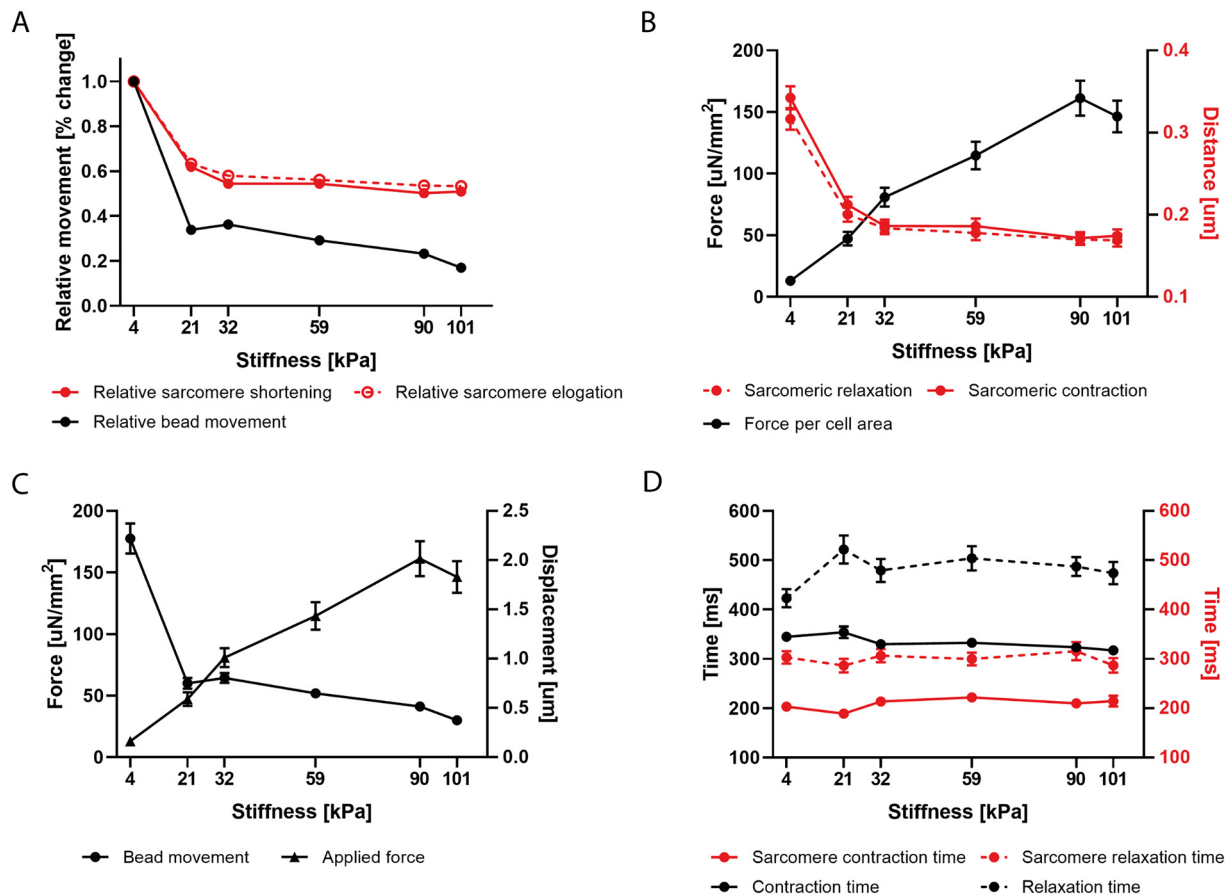 A
Relative movement [% change]
1.0
0.8
0.6
0.4
0.2
0.0
4 21 32 59 90 101
Stiffness [kPa]
Relative sarcomere shortening Relative sarcomere elogation
Relative bead movement
B
Force [uN/mm²]
200
150
100
50
0
0.4
0.3
0.2
0.1
Distance [um]
4 21 32 59 90 101
Stiffness [kPa]
Sarcomeric relaxation Sarcomeric contraction
Force per cell area
C
Force [uN/mm²]
200
150
100
50
0
2.5
2.0
1.5
1.0
0.5
0.0
Displacement [um]
4 21 32 59 90 101
Stiffness [kPa]
Bead movement Applied force
D
Time [ms]
600
500
400
300
200
100
600
500
400
300
200
100
Time [ms]
4 21 32 59 90 101
Stiffness [kPa]
Sarcomere contraction time Sarcomere relaxation time
Contraction time Relaxation time